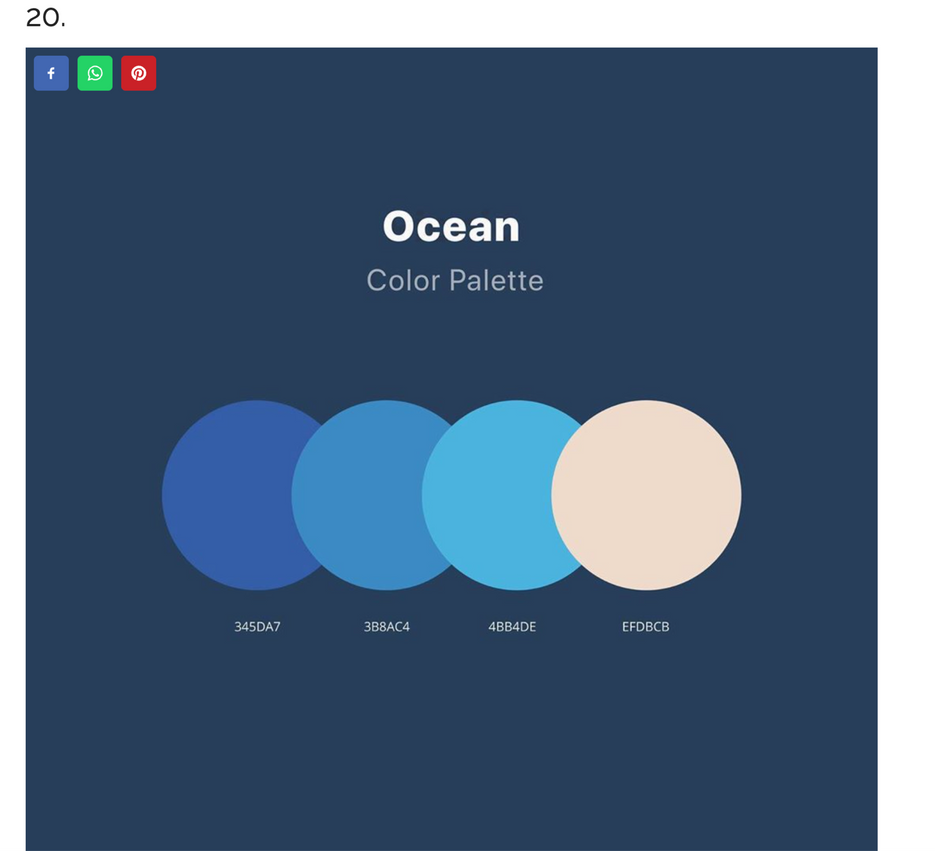 20.
Ocean
Color Palette
345DA7 3B8AC4 4BB4DE EFDBCB